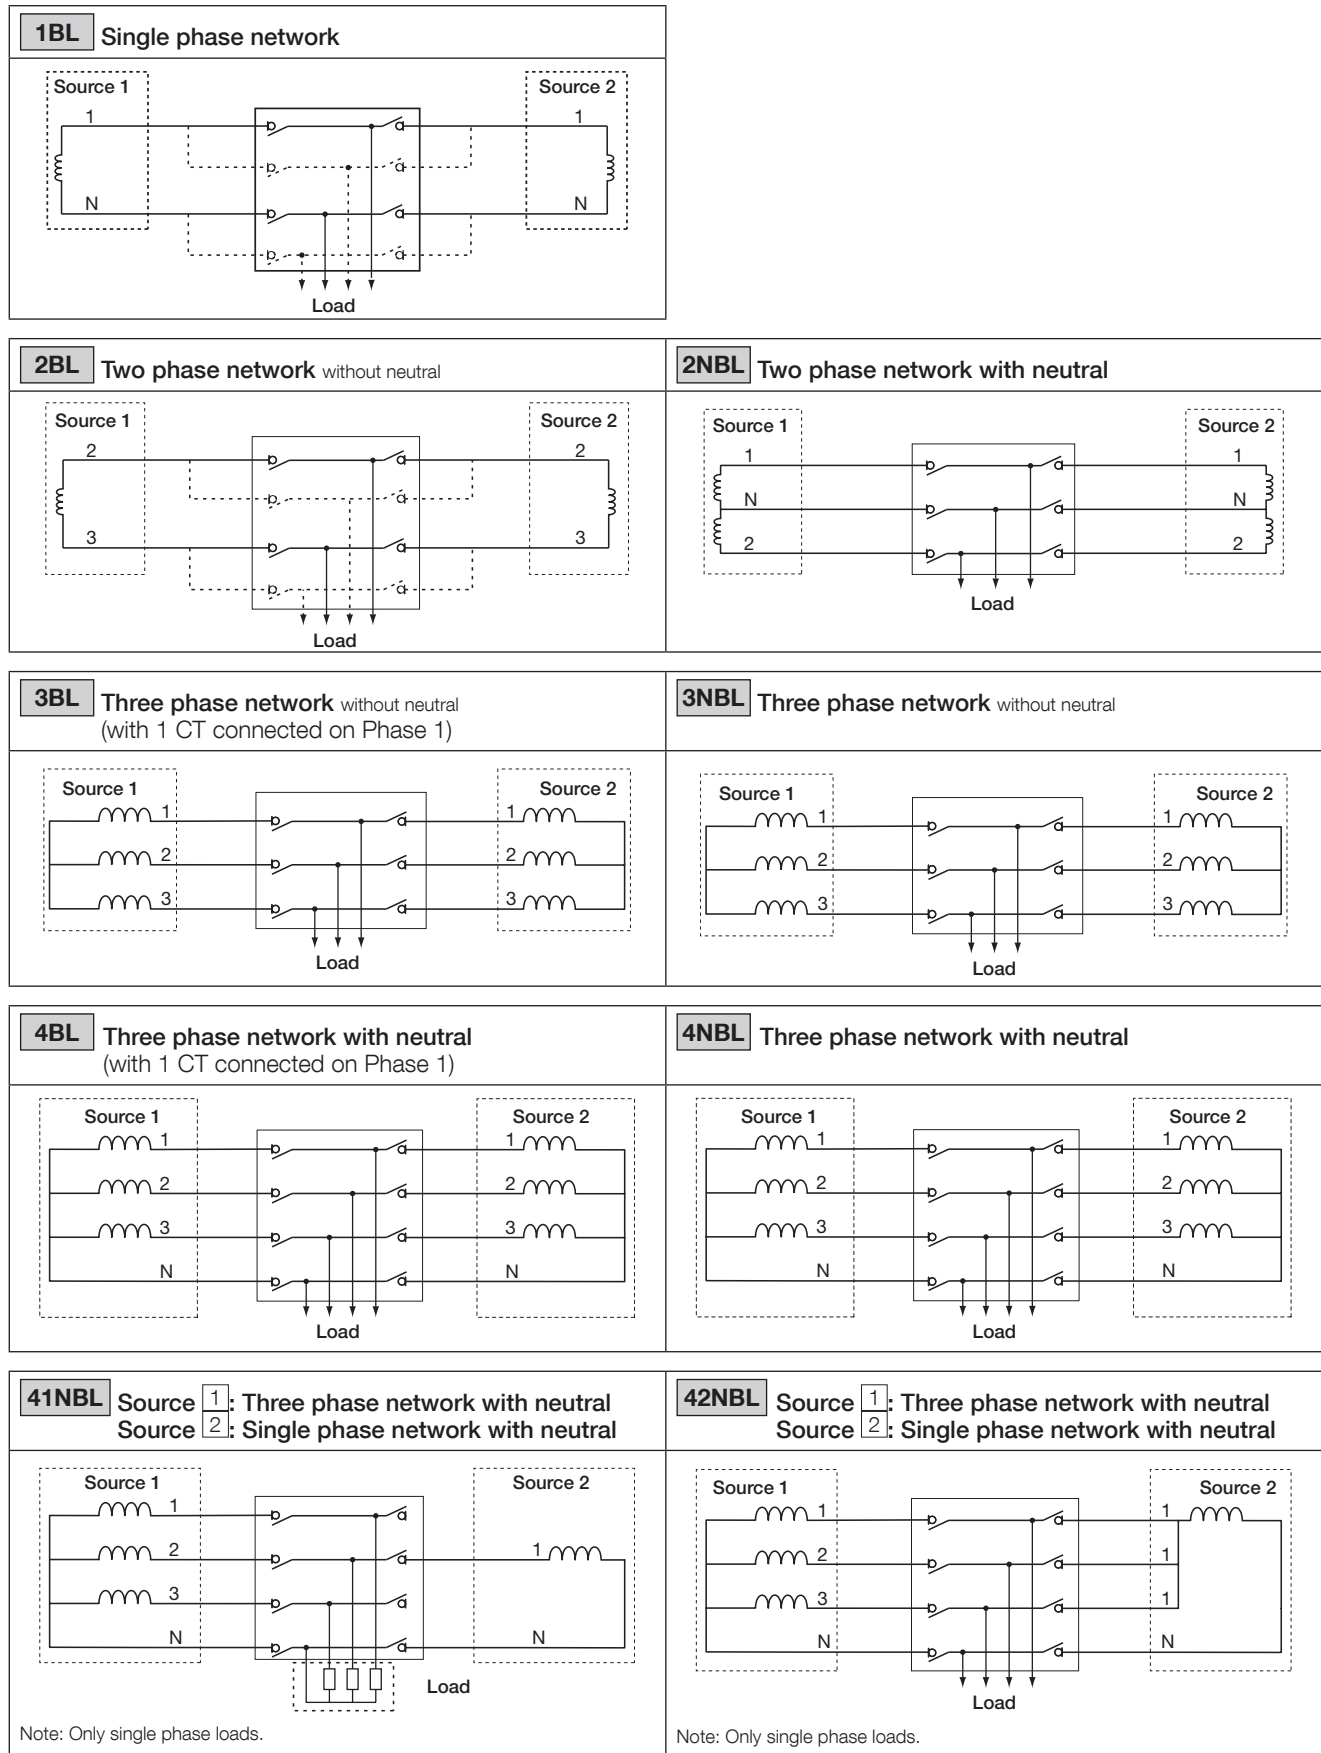 1BL Single phase network
Source 1
Source 2
1
1
N
N
Load
2BL Two phase network without neutral
Source 1
Source 2
2
2
3
3
Load
2NBL Two phase network with neutral
Source 1
Source 2
1
1
N
N
2
2
Load
3BL Three phase network without neutral
(with 1 CT connected on Phase 1)
Source 1
Source 2
1
1
2
2
3
3
Load
3NBL Three phase network without neutral
Source 1
Source 2
1
1
2
2
3
3
Load
4BL Three phase network with neutral
(with 1 CT connected on Phase 1)
Source 1
Source 2
1
1
2
2
3
3
N
N
Load
4NBL Three phase network with neutral
Source 1
Source 2
1
1
2
2
3
3
N
N
Load
41NBL Source 1: Three phase network with neutral
Source 2: Single phase network with neutral
Source 1
Source 2
1
2
1
3
N
N
Load
Note: Only single phase loads.
42NBL Source 1: Three phase network with neutral
Source 2: Single phase network with neutral
Source 1
Source 2
1
1
2
1
3
1
N
N
Load
Note: Only single phase loads.